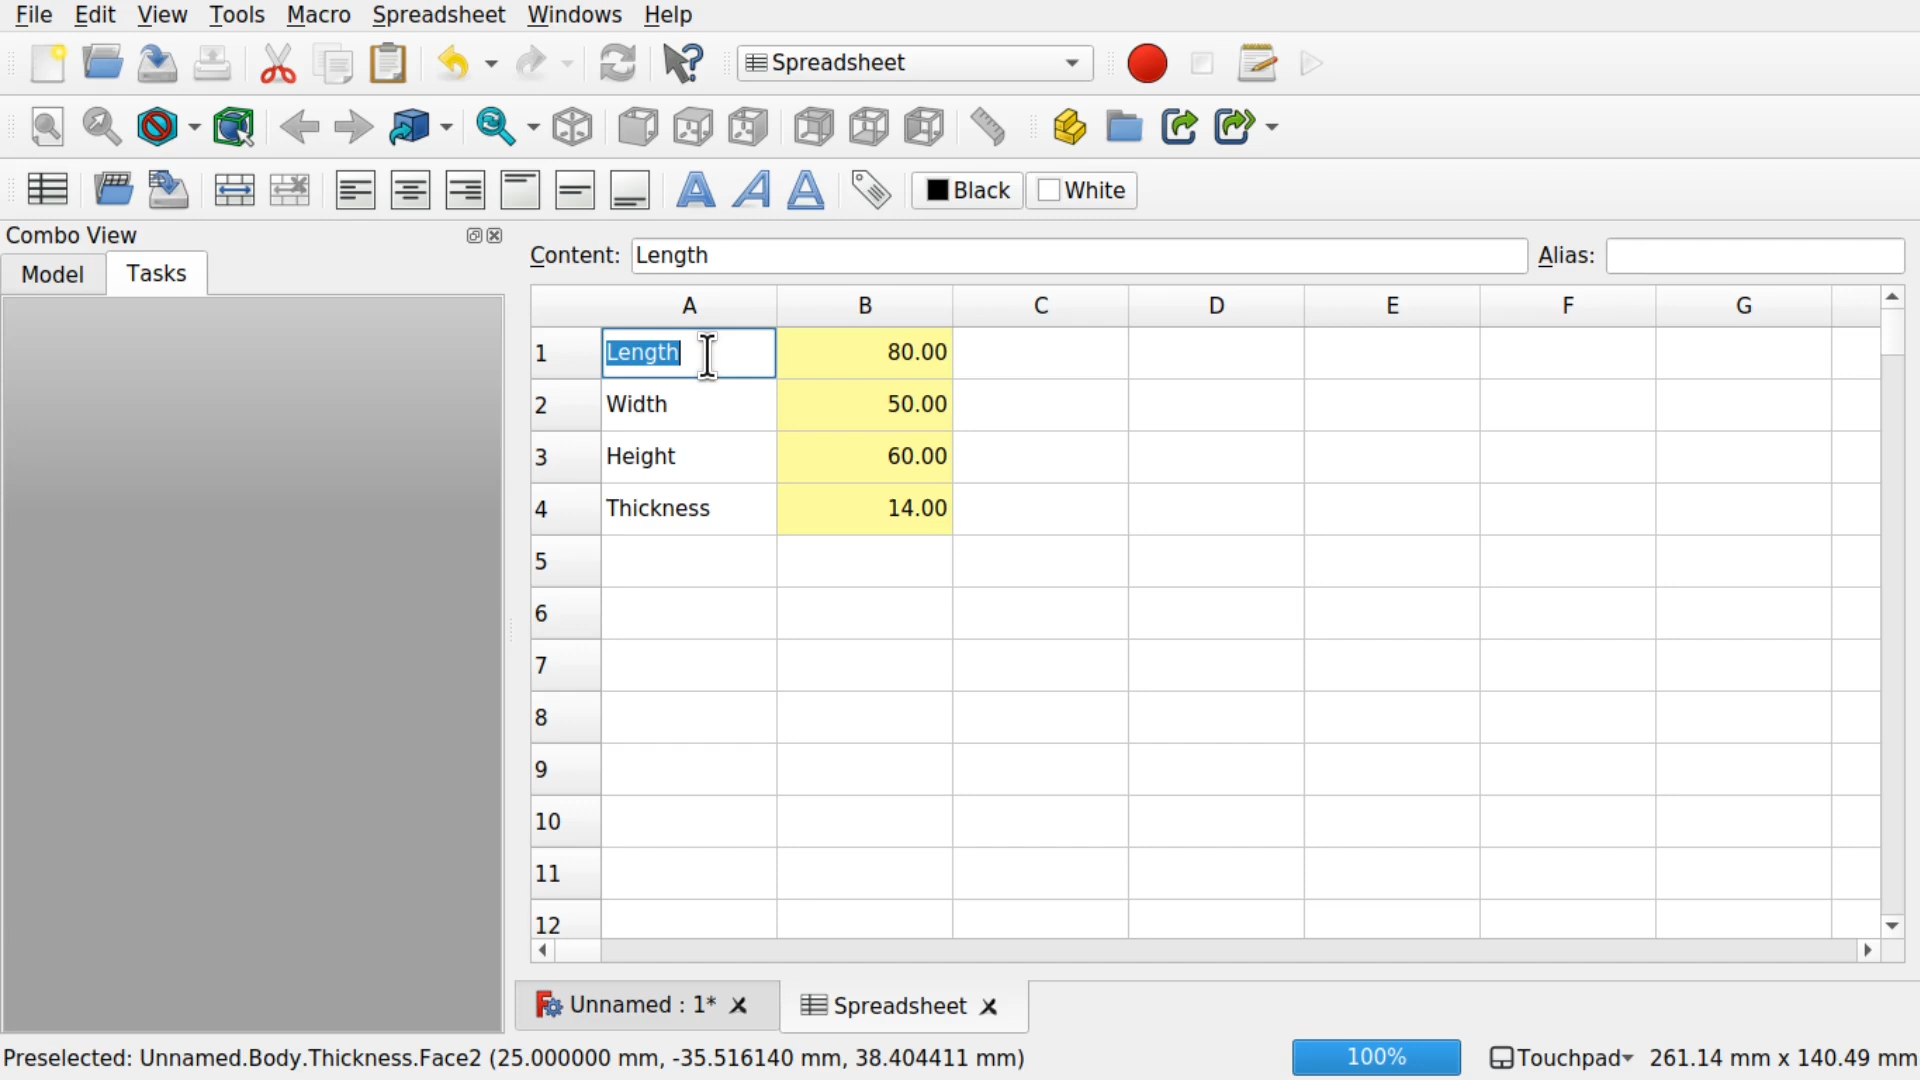 File Edit View Tools Macro Spreadsheet Windows Help
Spreadsheet
Black White
Combo View
Model Tasks
Content: Length Alias:
A B C D E F G
1 Length 80.00
2 Width 50.00
3 Height 60.00
4 Thickness 14.00
5
6
7
8
9
10
11
12
Unnamed : 1* Spreadsheet
Preselected: Unnamed.Body.Thickness.Face2 (25.000000 mm, -35.516140 mm, 38.404411 mm) 100% Touchpad 261.14 mm x 140.49 mm